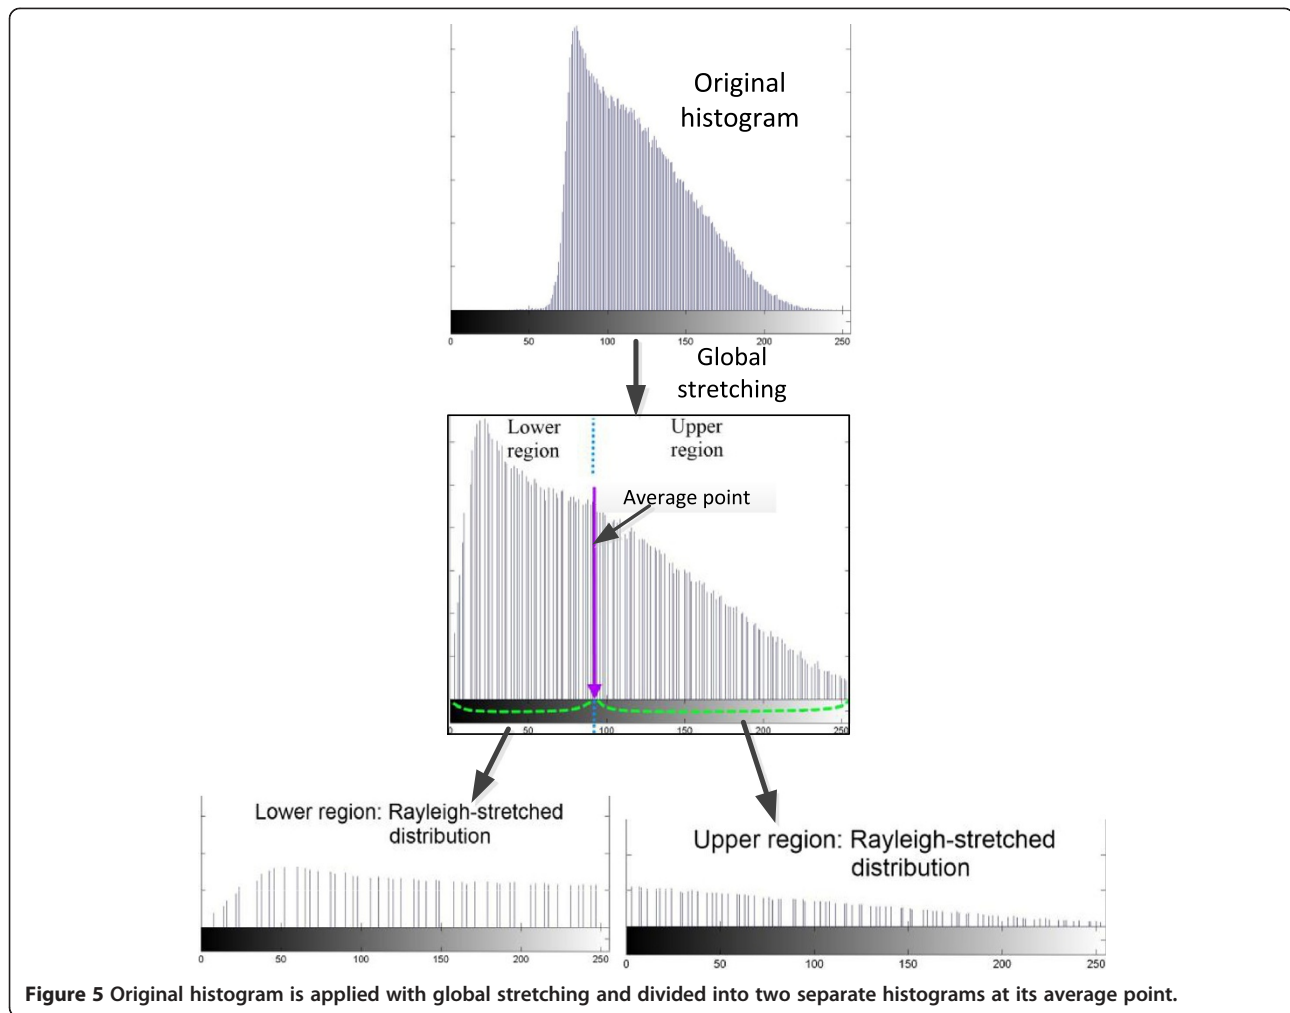 Original
histogram
0 50 100 150 200 250
Global
stretching
Lower
region
Upper
region
Average point
0 50 100 150 200 250
Lower region: Rayleigh-stretched
distribution
0 50 100 150 200 250
Upper region: Rayleigh-stretched
distribution
0 50 100 150 200 250
Figure 5 Original histogram is applied with global stretching and divided into two separate histograms at its average point.